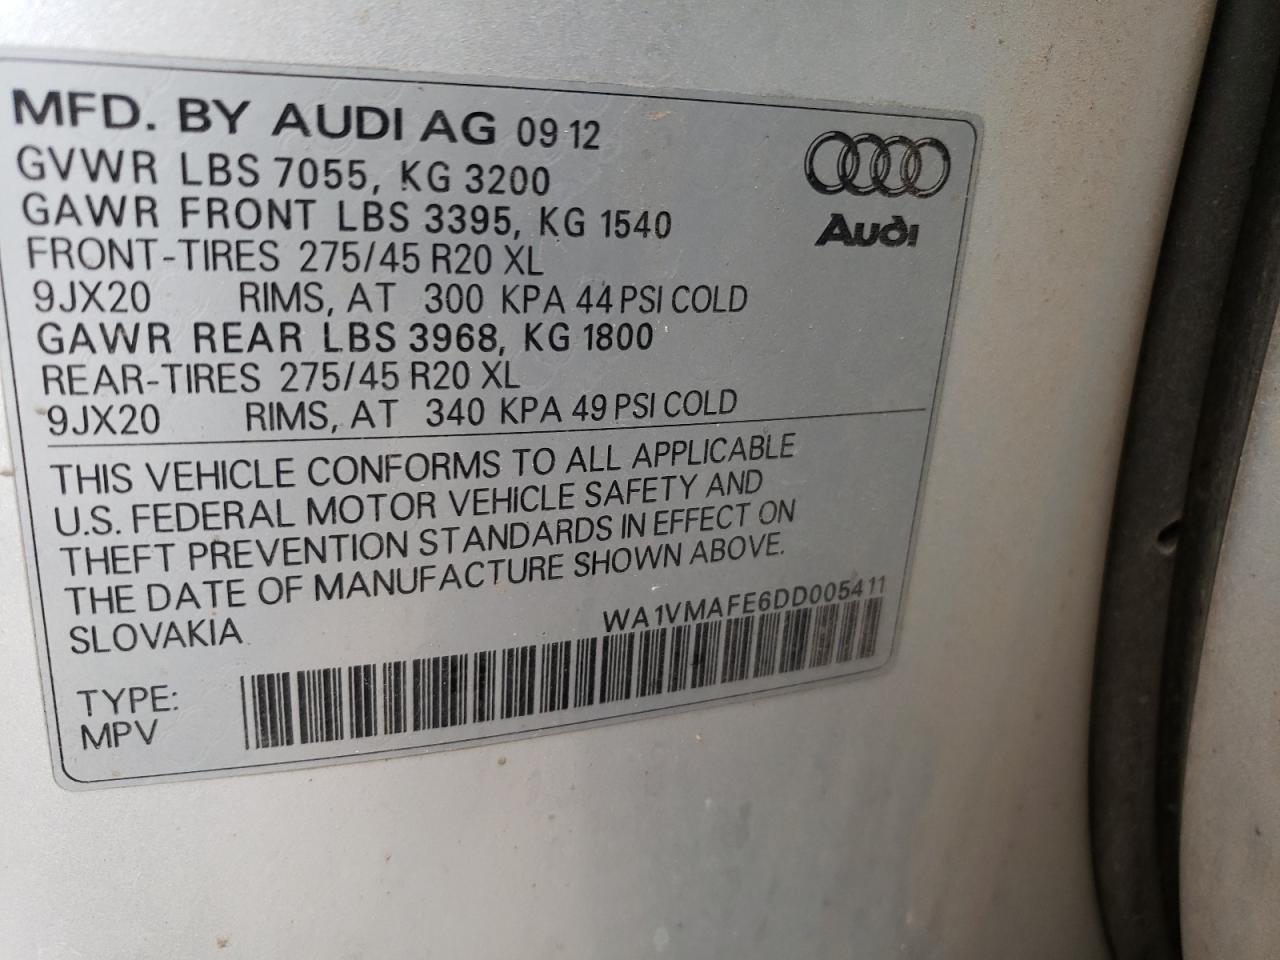 MFD. BY AUDI AG 09 12
GVWR LBS 7055, KG 3200
GAWR FRONT LBS 3395, KG 1540
FRONT-TIRES 275/45 R20 XL
9JX20 RIMS, AT 300 KPA 44 PSI COLD
GAWR REAR LBS 3968, KG 1800
REAR-TIRES 275/45 R20 XL
9JX20 RIMS, AT 340 KPA 49 PSI COLD
Audi
THIS VEHICLE CONFORMS TO ALL APPLICABLE
U.S. FEDERAL MOTOR VEHICLE SAFETY AND
THEFT PREVENTION STANDARDS IN EFFECT ON
THE DATE OF MANUFACTURE SHOWN ABOVE.
SLOVAKIA
WA1VMAFE6DD005411
TYPE:
MPV